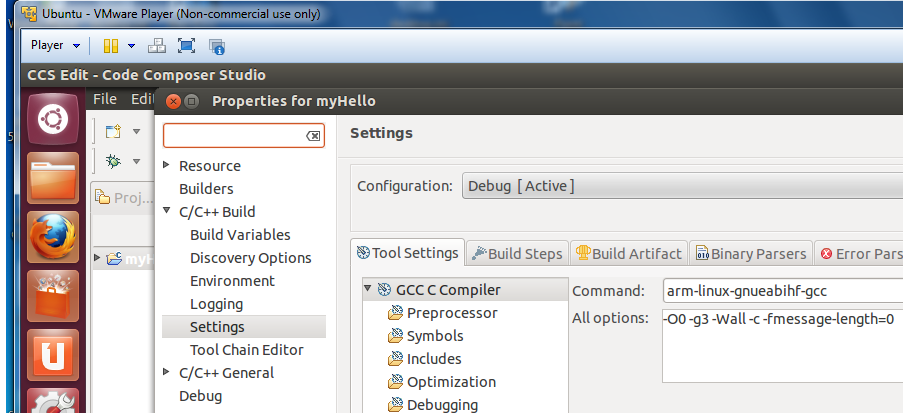 Ubuntu - VMware Player (Non-commercial use only)
Player
CCS Edit - Code Composer Studio
File Edi
Properties for myHello
Settings
Resource
Builders
C/C++ Build
Build Variables
Discovery Options
Environment
Logging
Settings
Tool Chain Editor
C/C++ General
Debug
Proj...
myH
Configuration: Debug [Active]
Tool Settings Build Steps Build Artifact Binary Parsers Error Pars
GCC C Compiler
Preprocessor
Symbols
Includes
Optimization
Debugging
Command: arm-linux-gnueabihf-gcc
All options: -O0 -g3 -Wall -c -fmessage-length=0